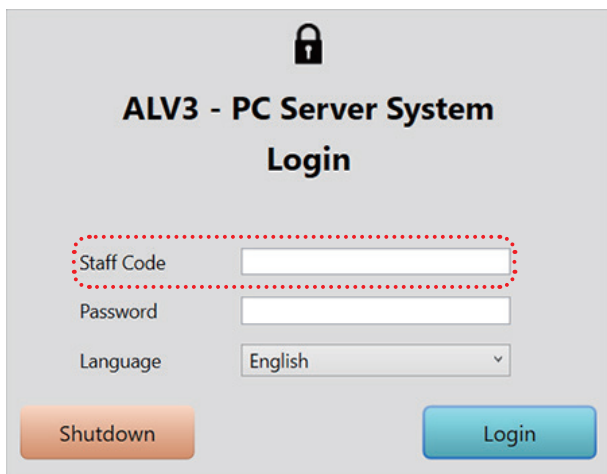 ALV3 - PC Server System
Login
Staff Code
Password
Language English
Shutdown Login